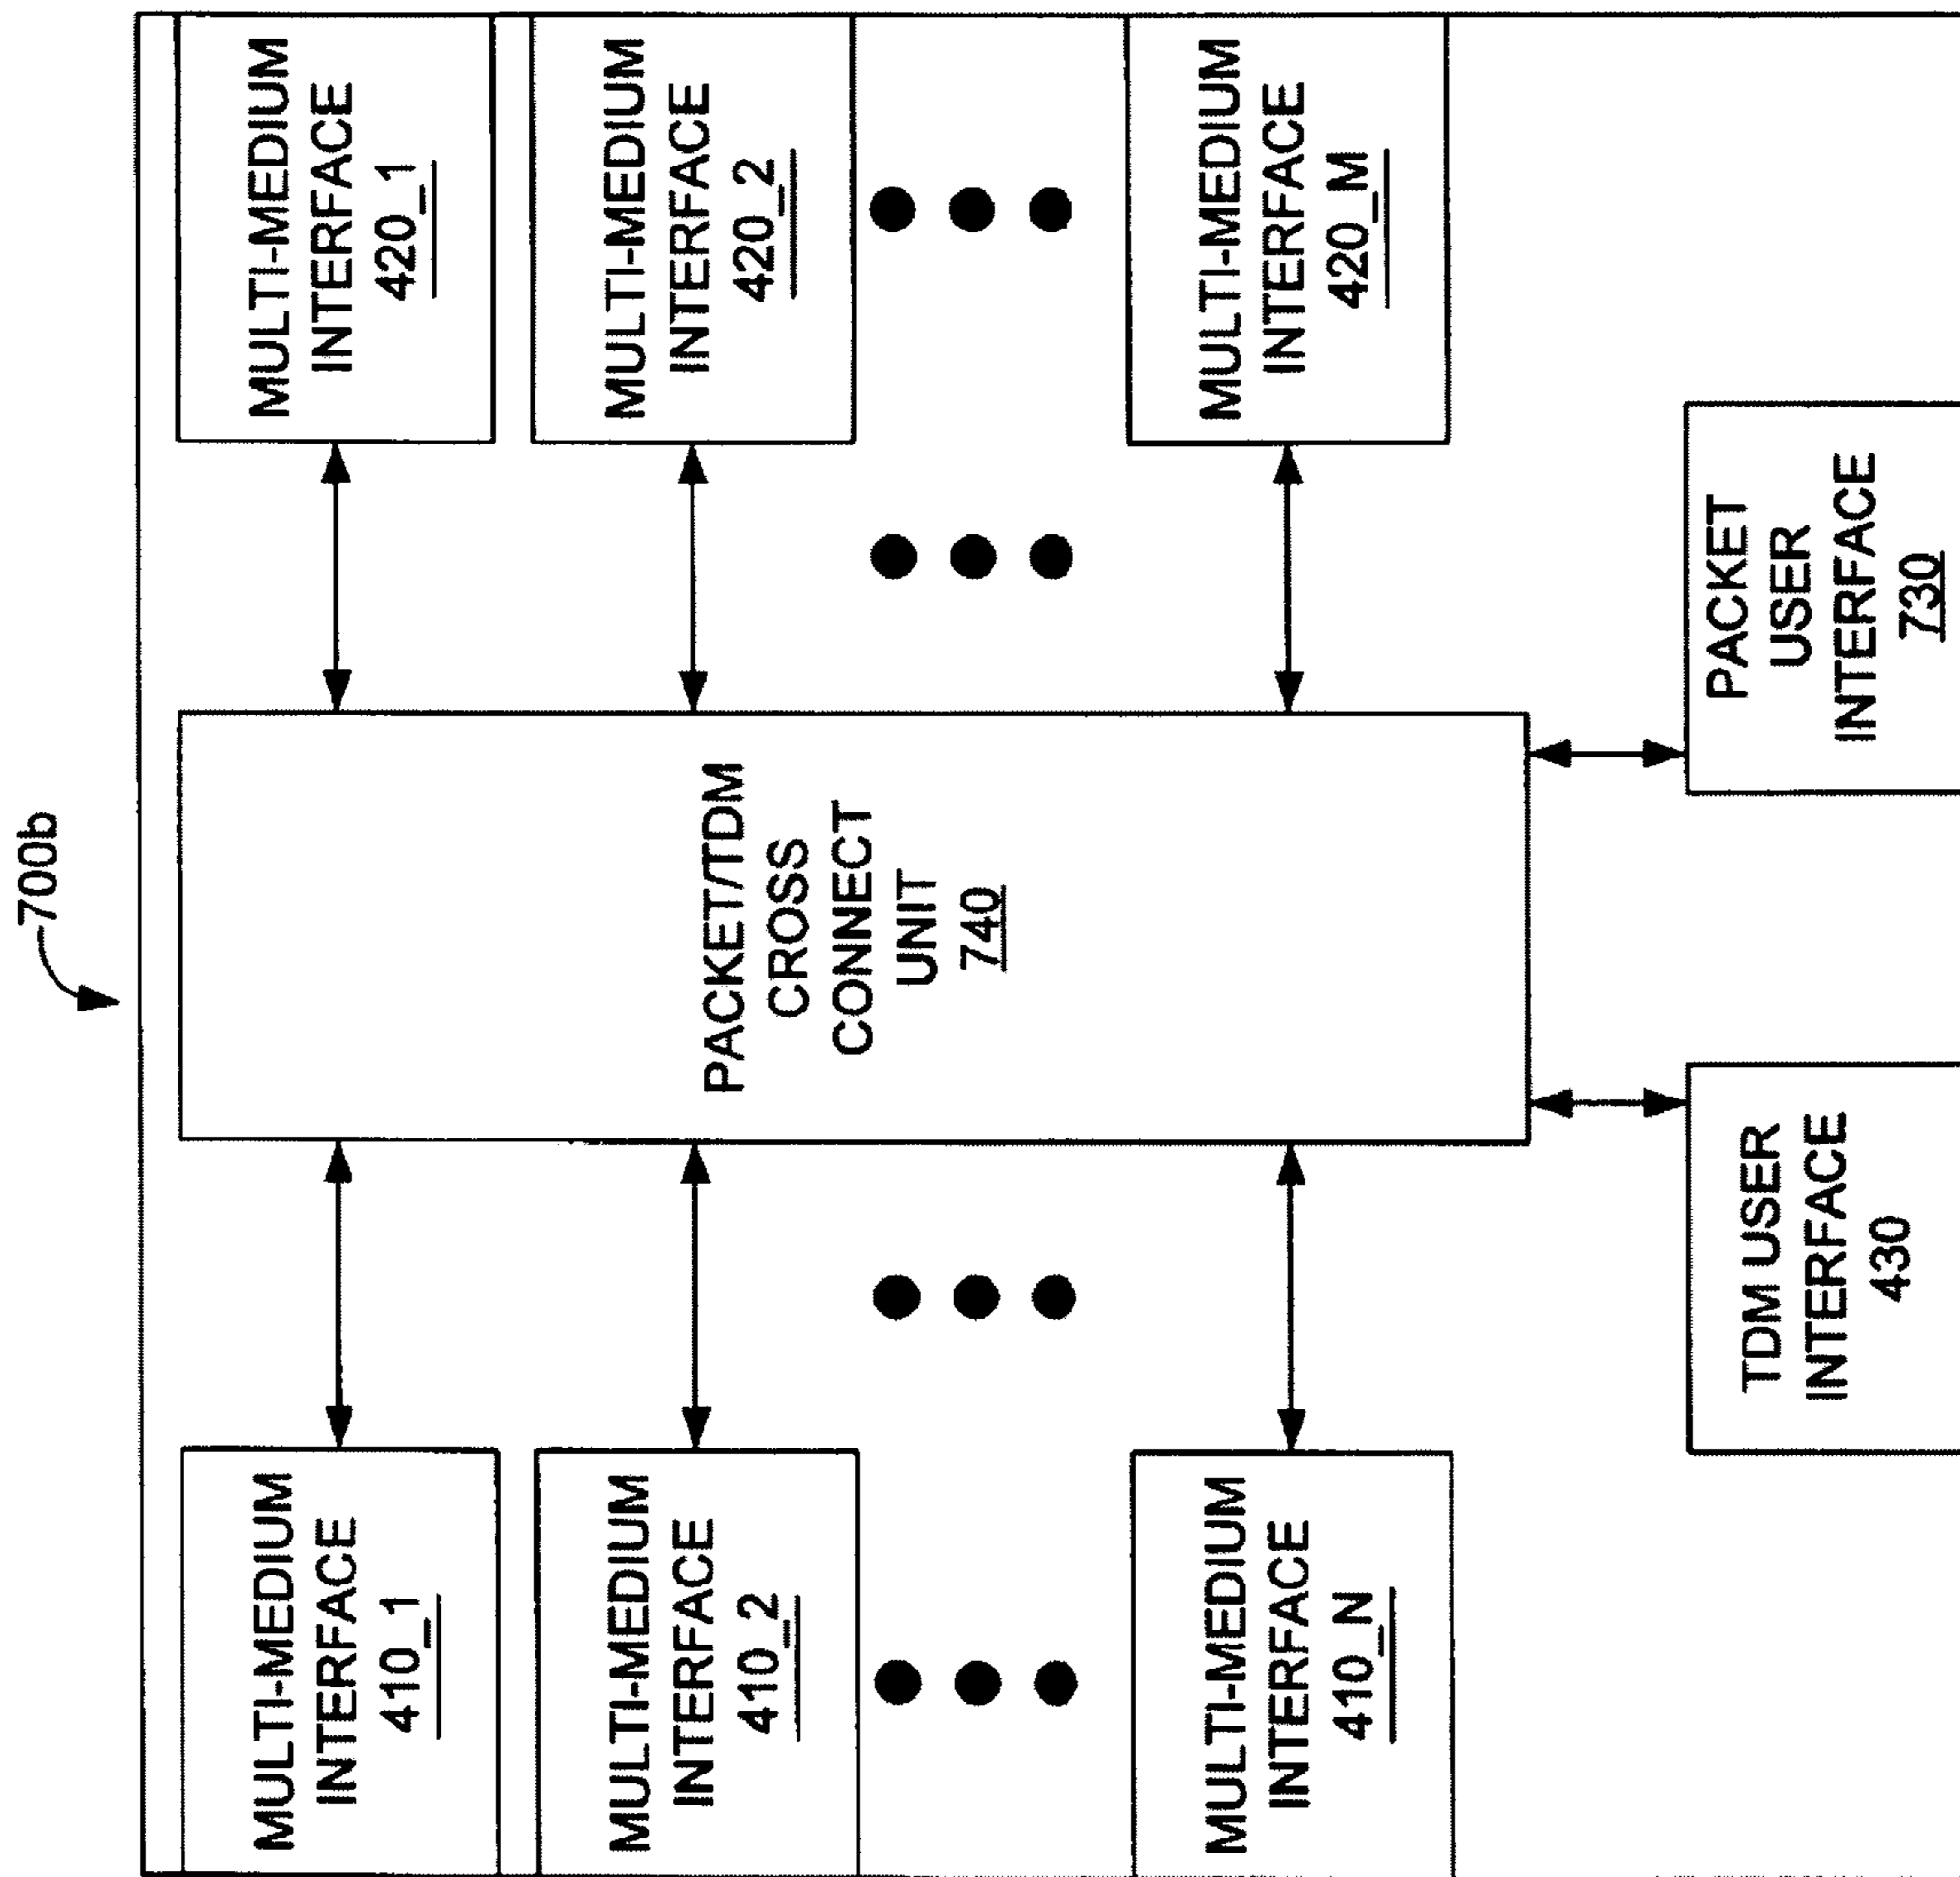 700b
MULTI-MEDIUM
INTERFACE
410_1
MULTI-MEDIUM
INTERFACE
410_2
MULTI-MEDIUM
INTERFACE
410_N
PACKET/TDM
CROSS
CONNECT
UNIT
740
MULTI-MEDIUM
INTERFACE
420_1
MULTI-MEDIUM
INTERFACE
420_2
MULTI-MEDIUM
INTERFACE
420_M
TDM USER
INTERFACE
430
PACKET
USER
INTERFACE
730